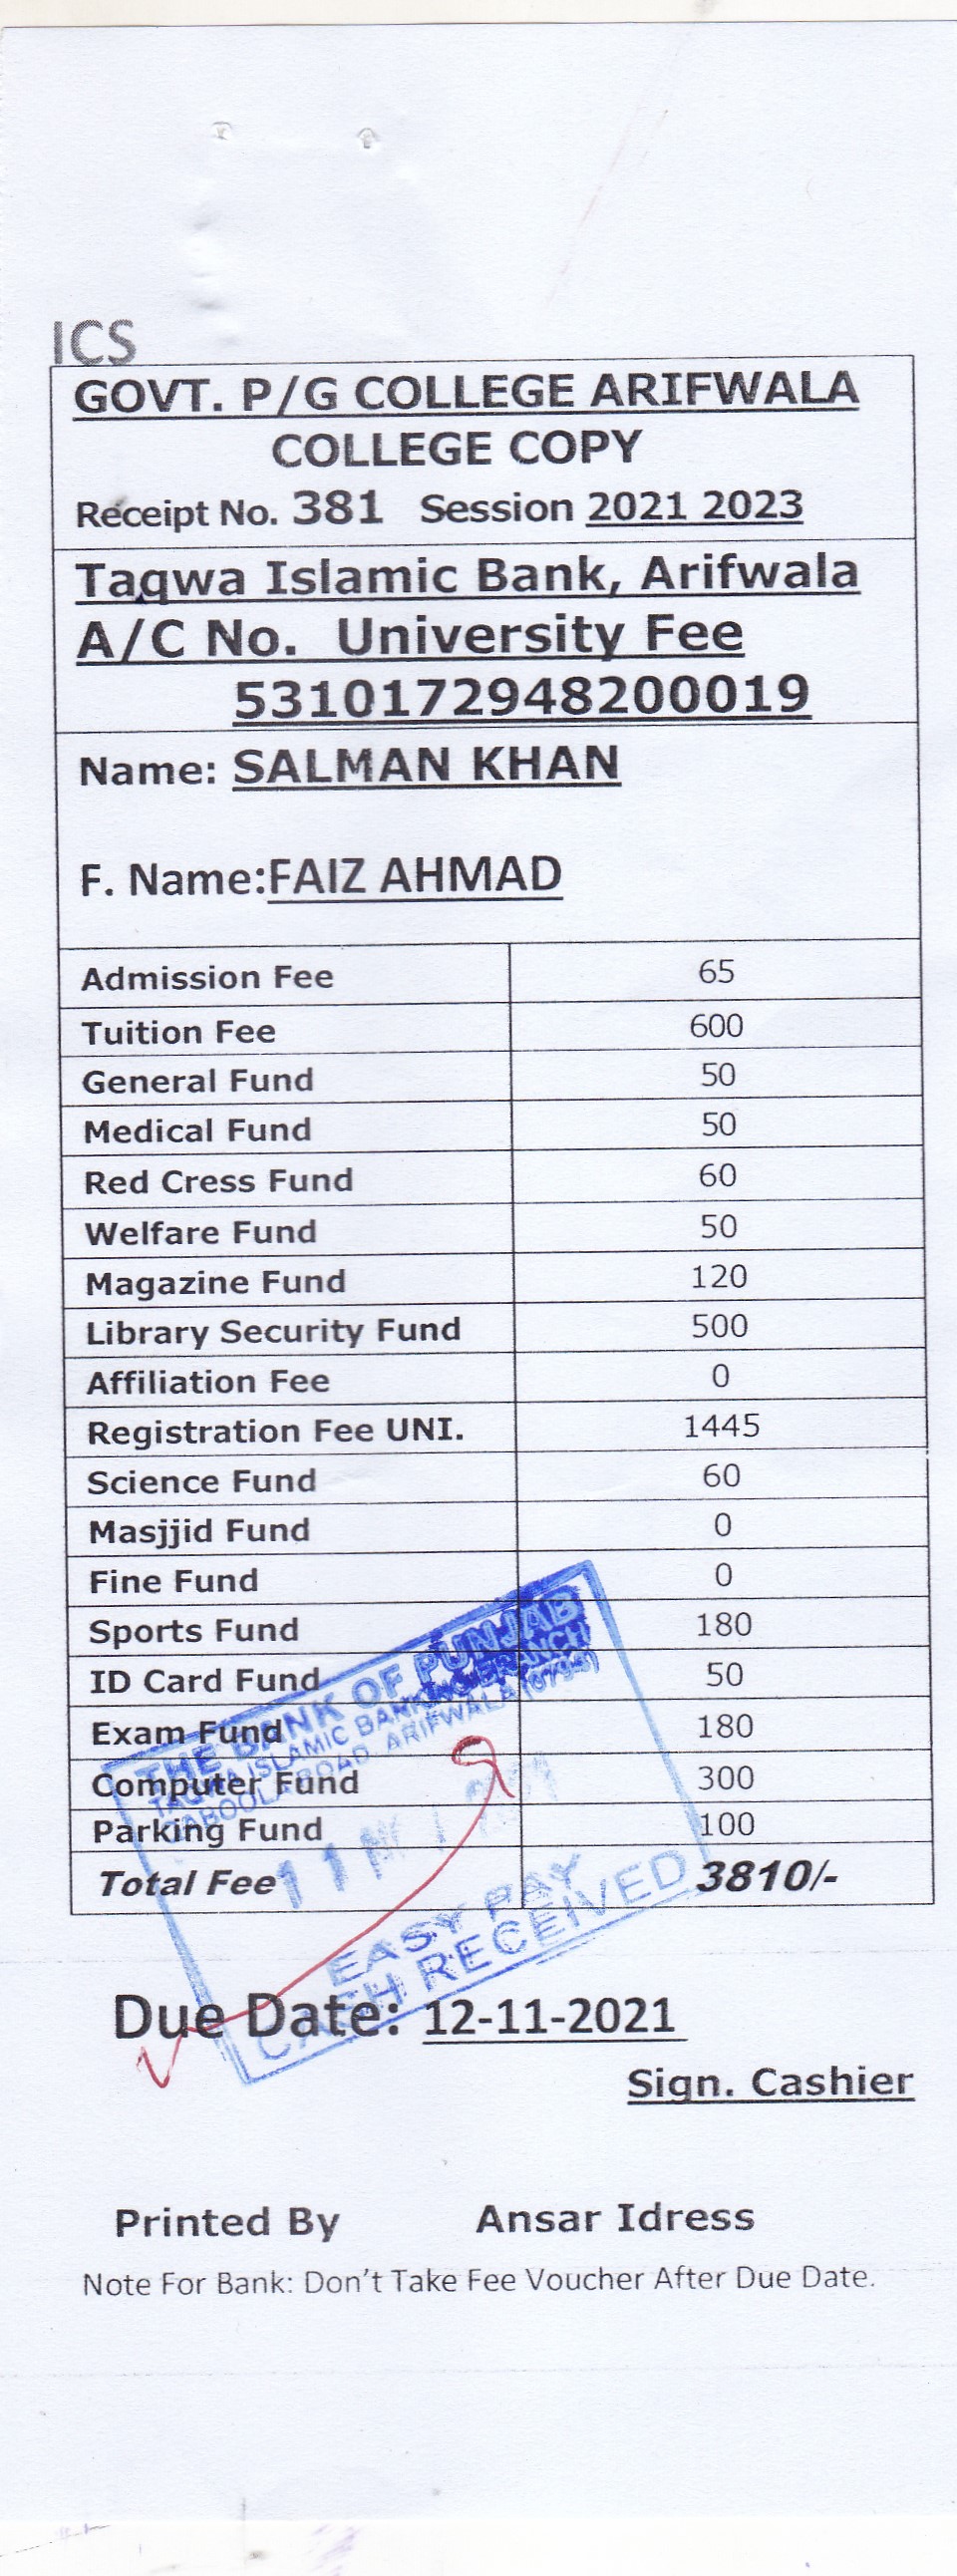 ICS
GOVT. P/G COLLEGE ARIFWALA
COLLEGE COPY
Receipt No. 381 Session 2021 2023
Taqwa Islamic Bank, Arifwala
A/C No. University Fee
5310172948200019
Name: SALMAN KHAN
F. Name:FAIZ AHMAD
Admission Fee 65
Tuition Fee 600
General Fund 50
Medical Fund 50
Red Cress Fund 60
Welfare Fund 50
Magazine Fund 120
Library Security Fund 500
Affiliation Fee 0
Registration Fee UNI. 1445
Science Fund 60
Masjjid Fund 0
Fine Fund 0
Sports Fund 180
ID Card Fund 50
Exam Fund 180
Computer Fund 300
Parking Fund 100
Total Fee 3810/-
THE BANK OF PUNJAB
TAQWA ISLAMIC BANKING BRANCH
QABOOLA ROAD ARIFWALA
11
EASY PAY
CASH RECEIVED
Due Date: 12-11-2021
Sign. Cashier
Printed By Ansar Idress
Note For Bank: Don't Take Fee Voucher After Due Date.